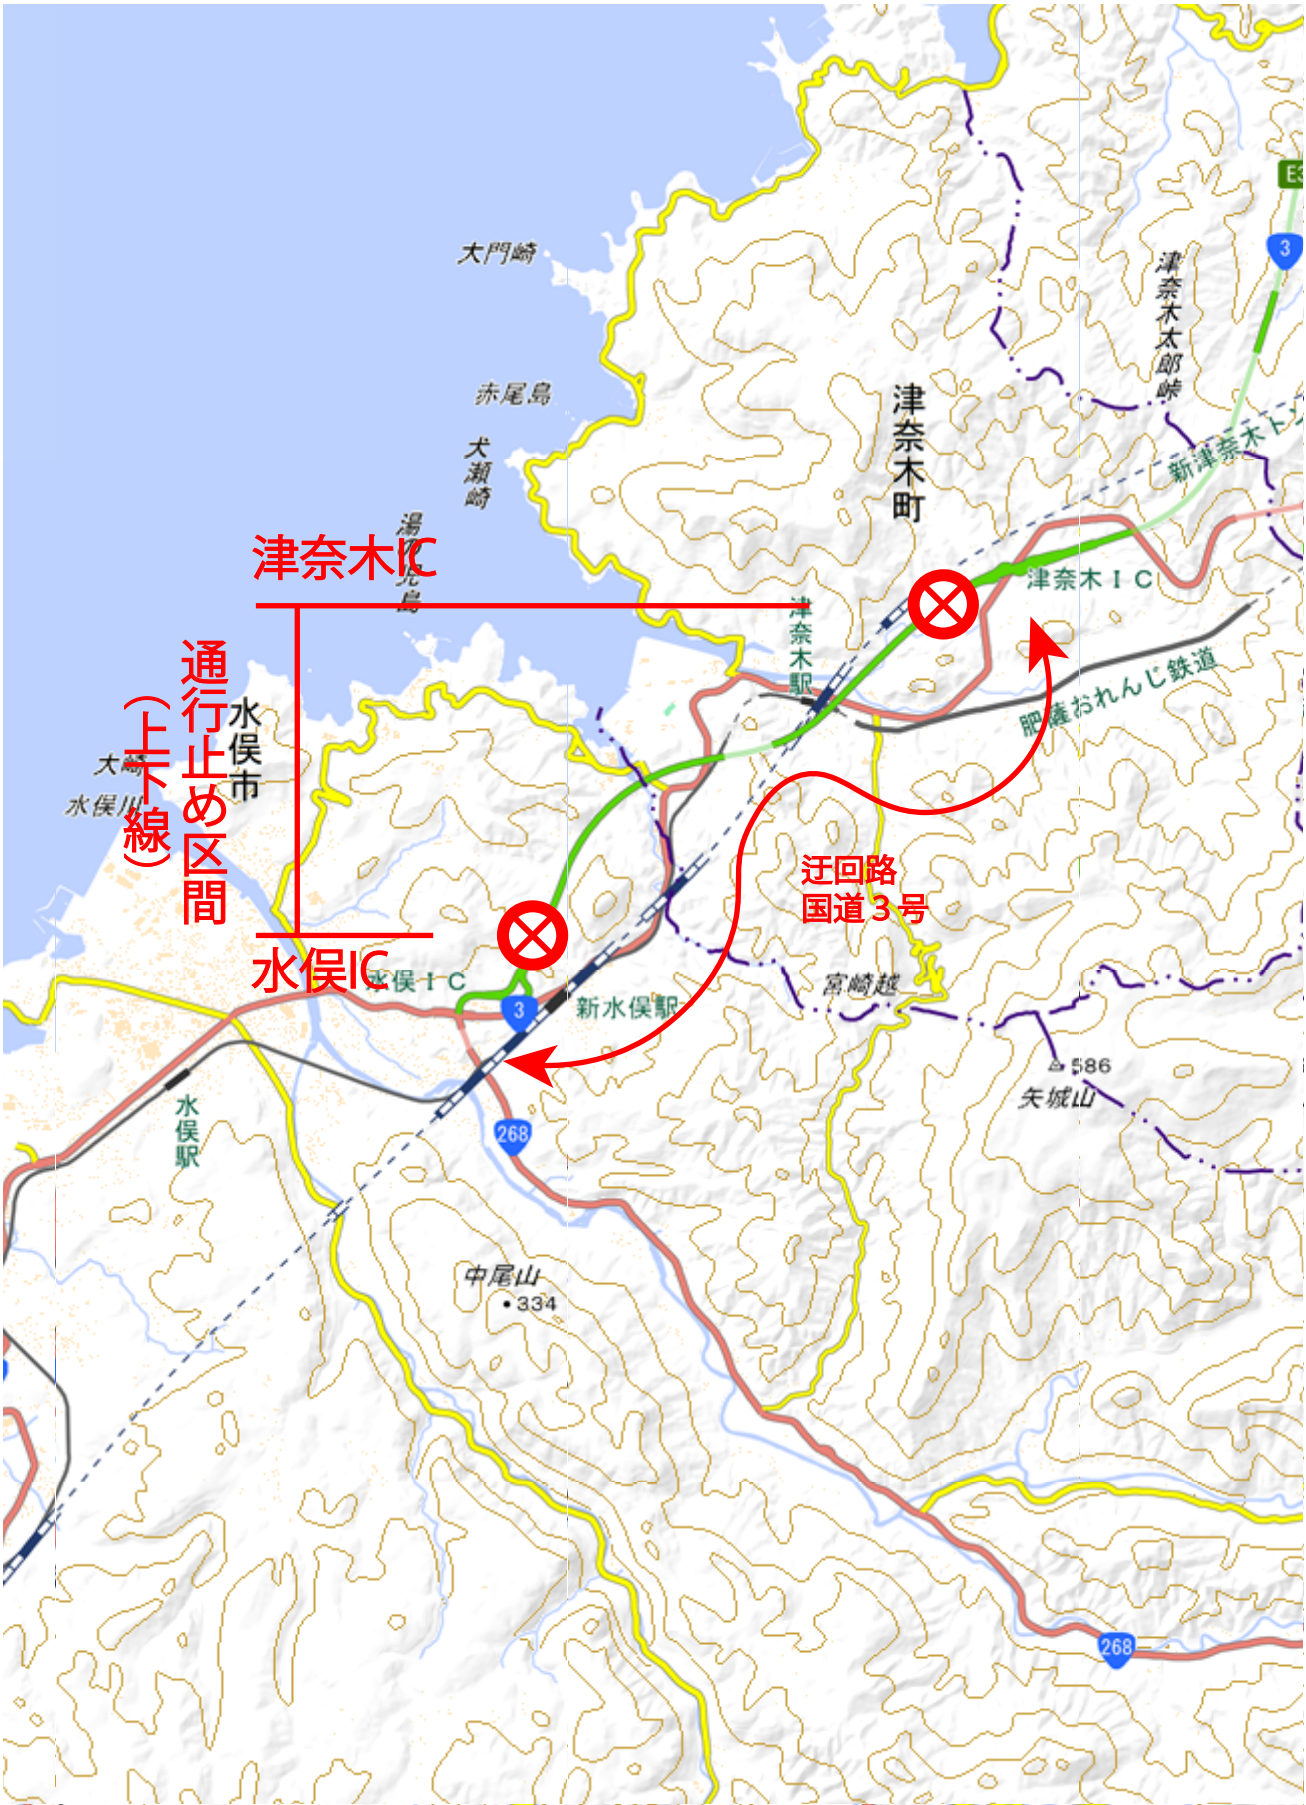 E3
3
大門崎
津奈木太郎峠
赤尾島
津奈木町
犬瀬崎
新津奈木トン
湯の児島
津奈木IC
津奈木ＩＣ
津奈木駅
通行止め区間
（上下線）
肥薩おれんじ鉄道
水俣市
大崎
水俣川
迂回路
国道３号
水俣IC
水俣ＩＣ
宮崎越
3
新水俣駅
586
矢城山
水俣駅
268
中尾山
334
268